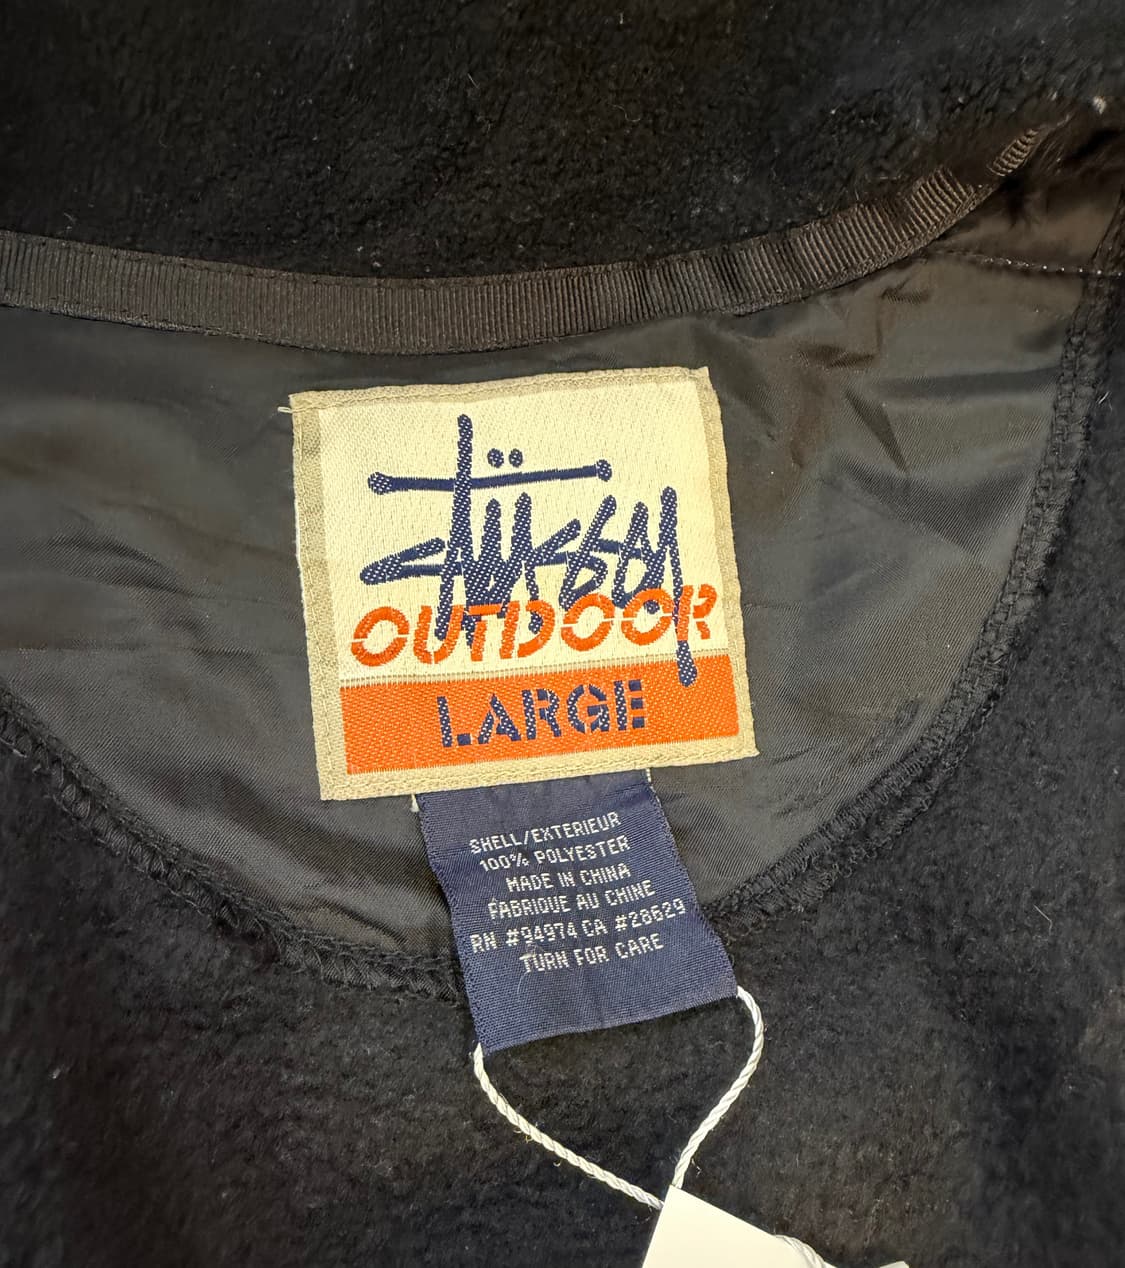 Stüssy
OUTDOOR
LARGE
SHELL/EXTERIEUR
100% POLYESTER
MADE IN CHINA
FABRIQUE AU CHINE
RN #94974 CA #28629
TURN FOR CARE